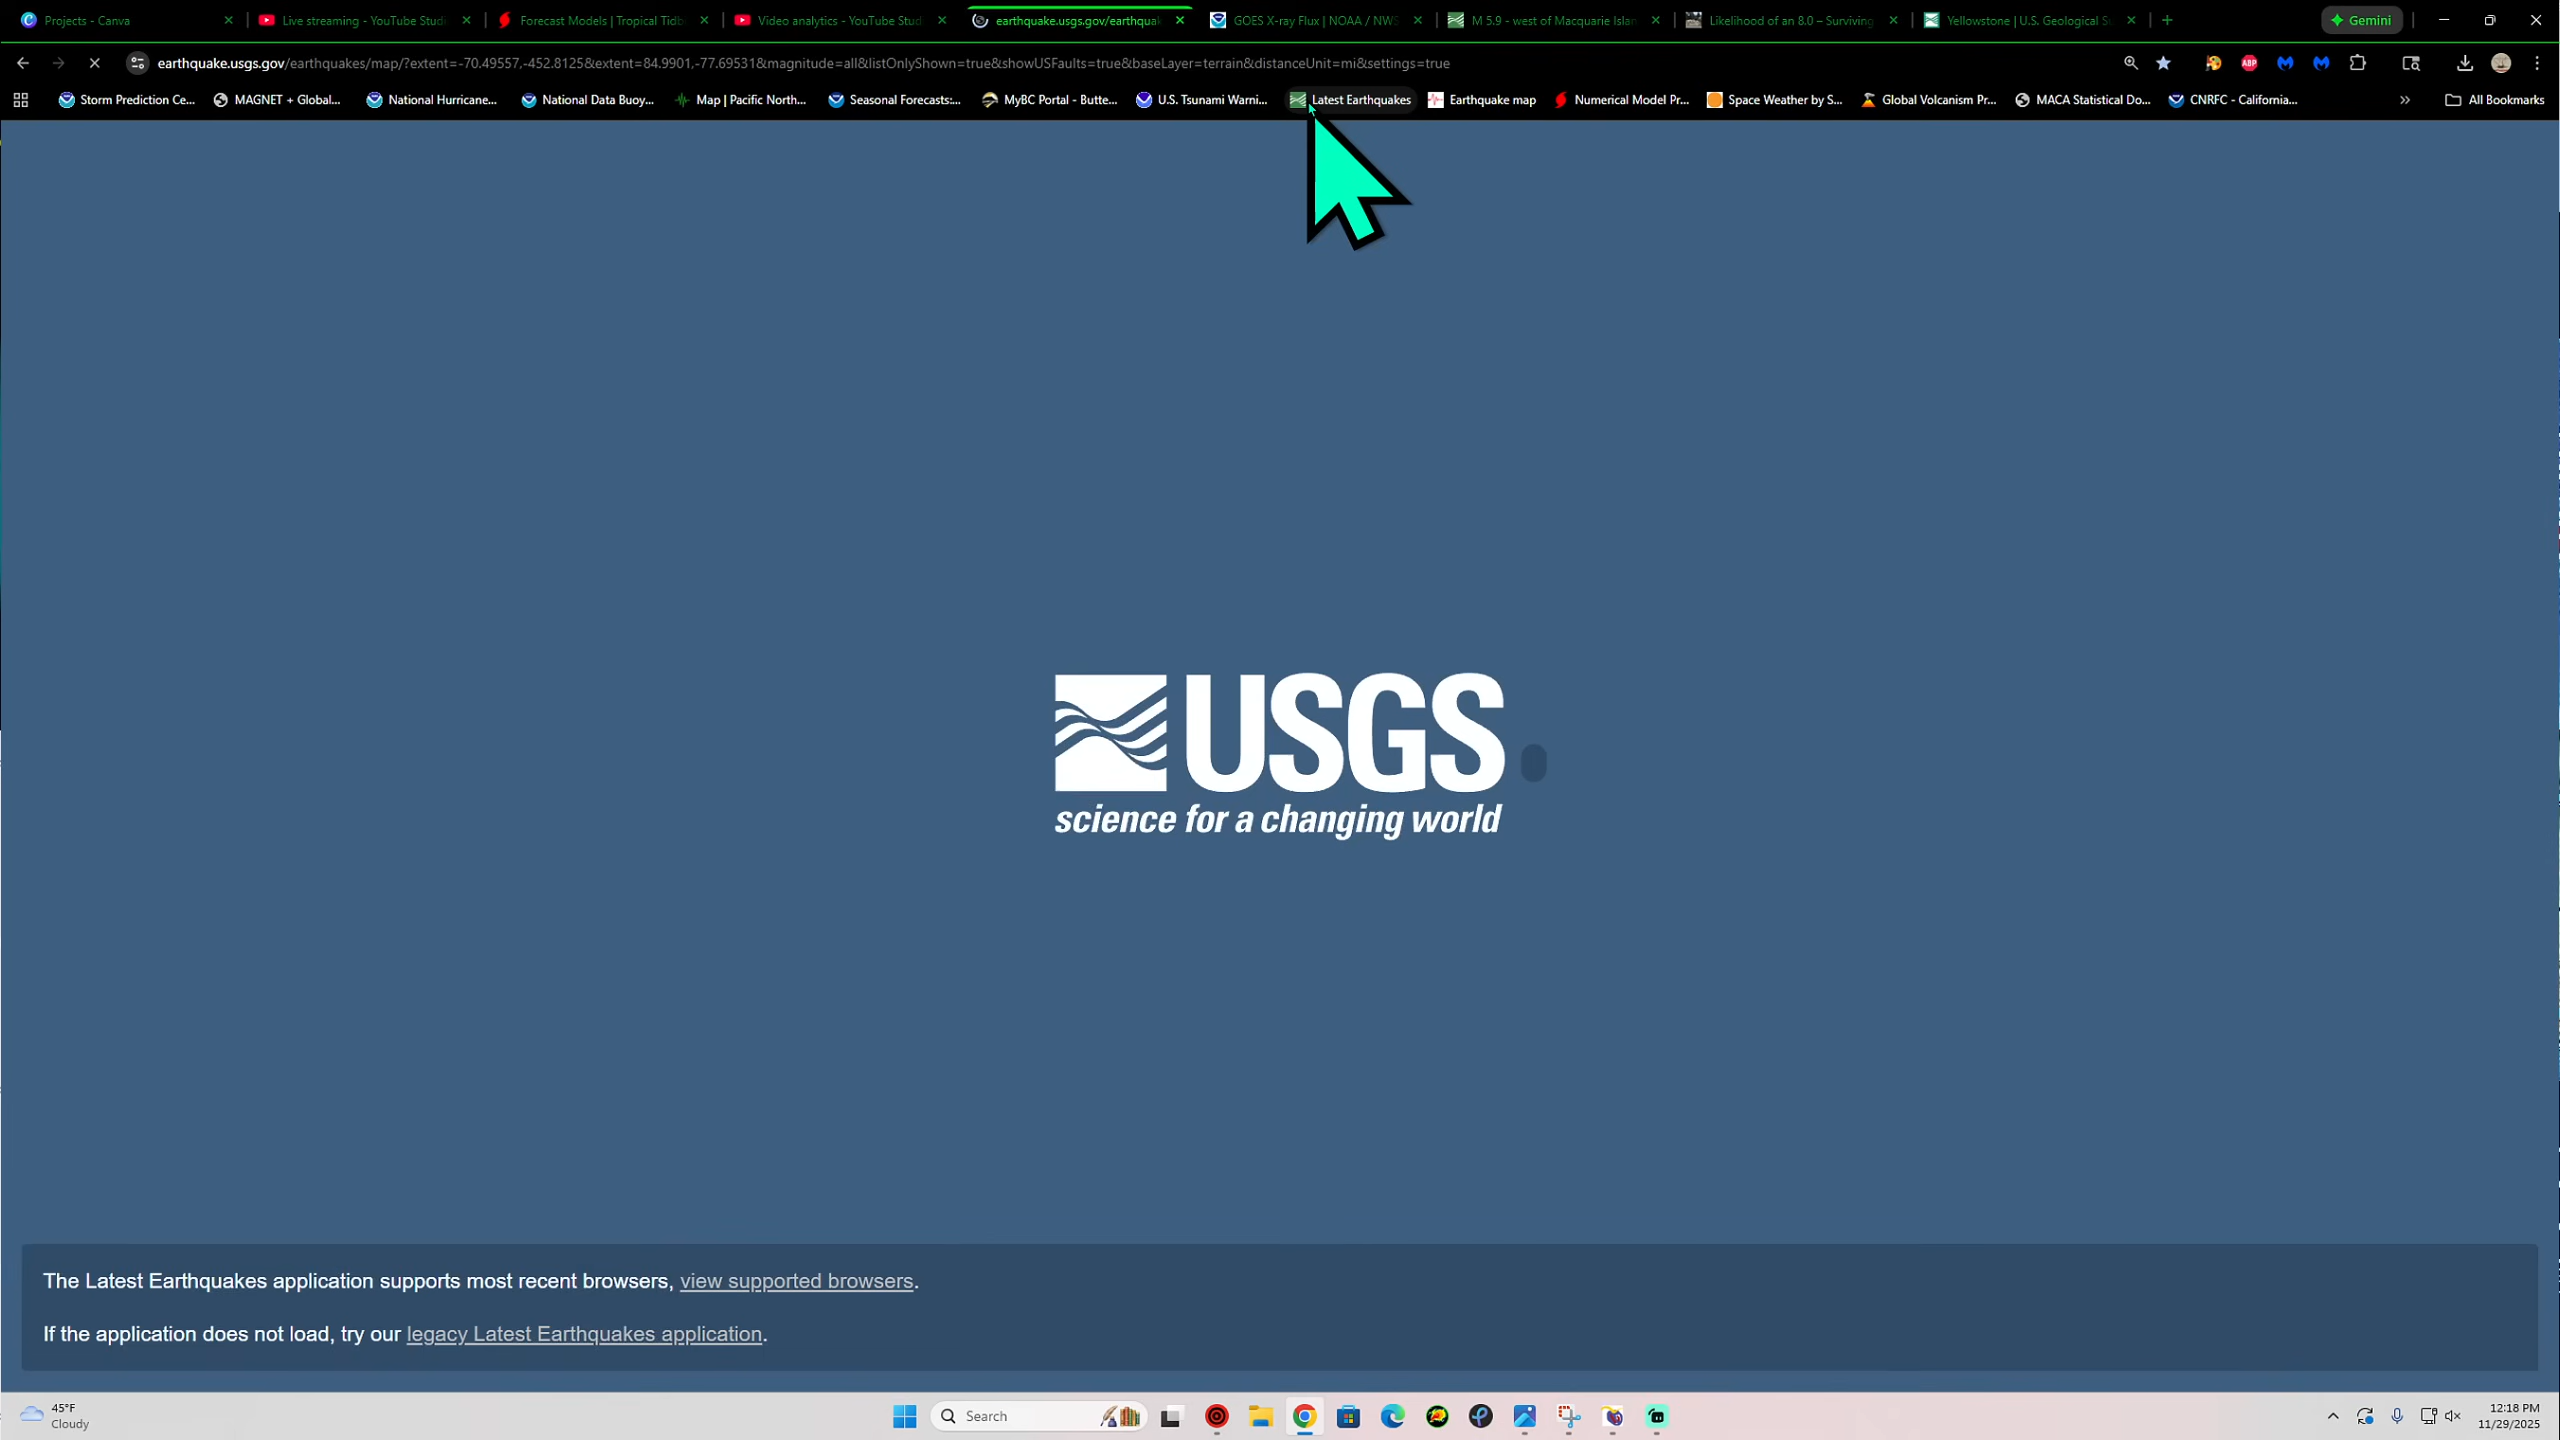 Projects - Canva
Live streaming - YouTube Studi
Forecast Models | Tropical Tidb
Video analytics - YouTube Stud
earthquake.usgs.gov/earthquak
GOES X-ray Flux | NOAA / NWS
M 5.9 - west of Macquarie Islan
Likelihood of an 8.0 – Surviving
Yellowstone | U.S. Geological Su
Gemini
earthquake.usgs.gov/earthquakes/map/?extent=-70.49557,-452.8125&extent=84.9901,-77.69531&magnitude=all&listOnlyShown=true&showUSFaults=true&baseLayer=terrain&distanceUnit=mi&settings=true
ABP
Storm Prediction Ce...
MAGNET + Global...
National Hurricane...
National Data Buoy...
Map | Pacific North...
Seasonal Forecasts:...
MyBC Portal - Butte...
U.S. Tsunami Warni...
Latest Earthquakes
Earthquake map
Numerical Model Pr...
Space Weather by S...
Global Volcanism Pr...
MACA Statistical Do...
CNRFC - California...
All Bookmarks
USGS
science for a changing world
The Latest Earthquakes application supports most recent browsers, view supported browsers.
If the application does not load, try our legacy Latest Earthquakes application.
45°F
Cloudy
Search
12:18 PM
11/29/2025